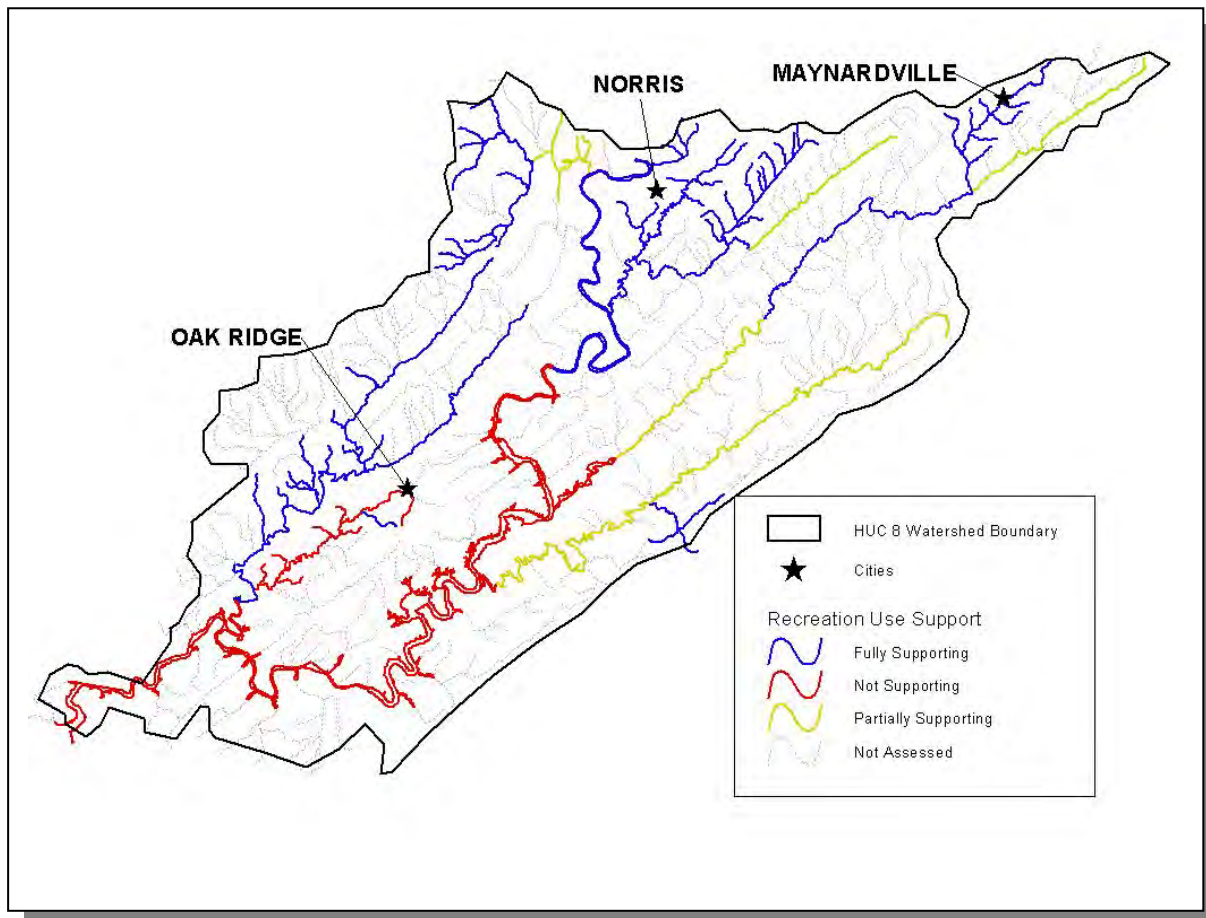 MAYNARDVILLE
NORRIS
OAK RIDGE
HUC 8 Watershed Boundary
Cities
Recreation Use Support
Fully Supporting
Not Supporting
Partially Supporting
Not Assessed